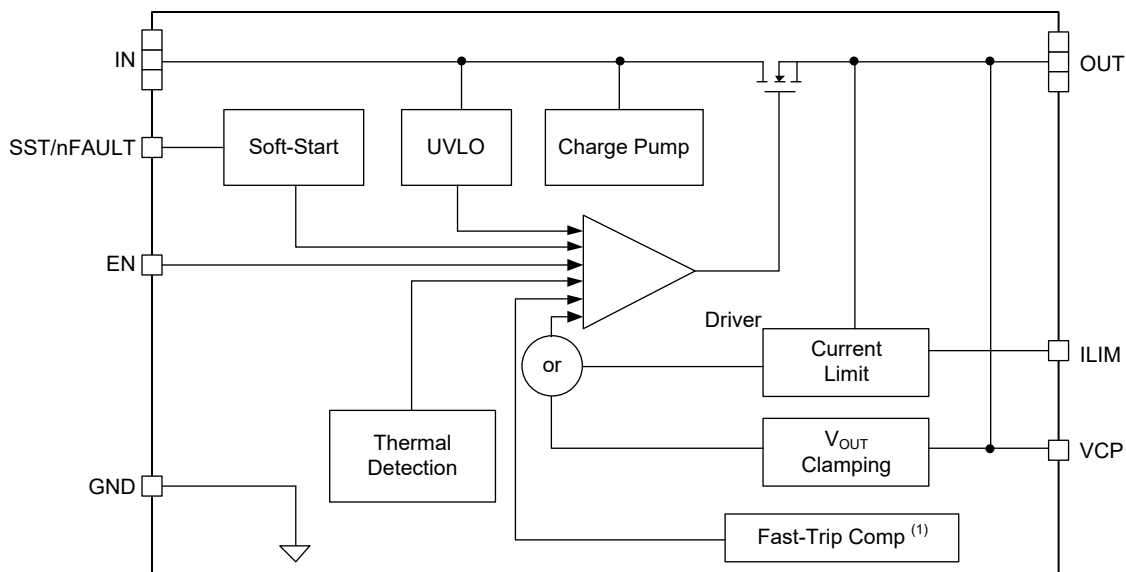 IN
OUT
SST/nFAULT
Soft-Start
UVLO
Charge Pump
EN
Driver
or
Current
Limit
ILIM
Thermal
Detection
VOUT
Clamping
VCP
GND
Fast-Trip Comp (1)